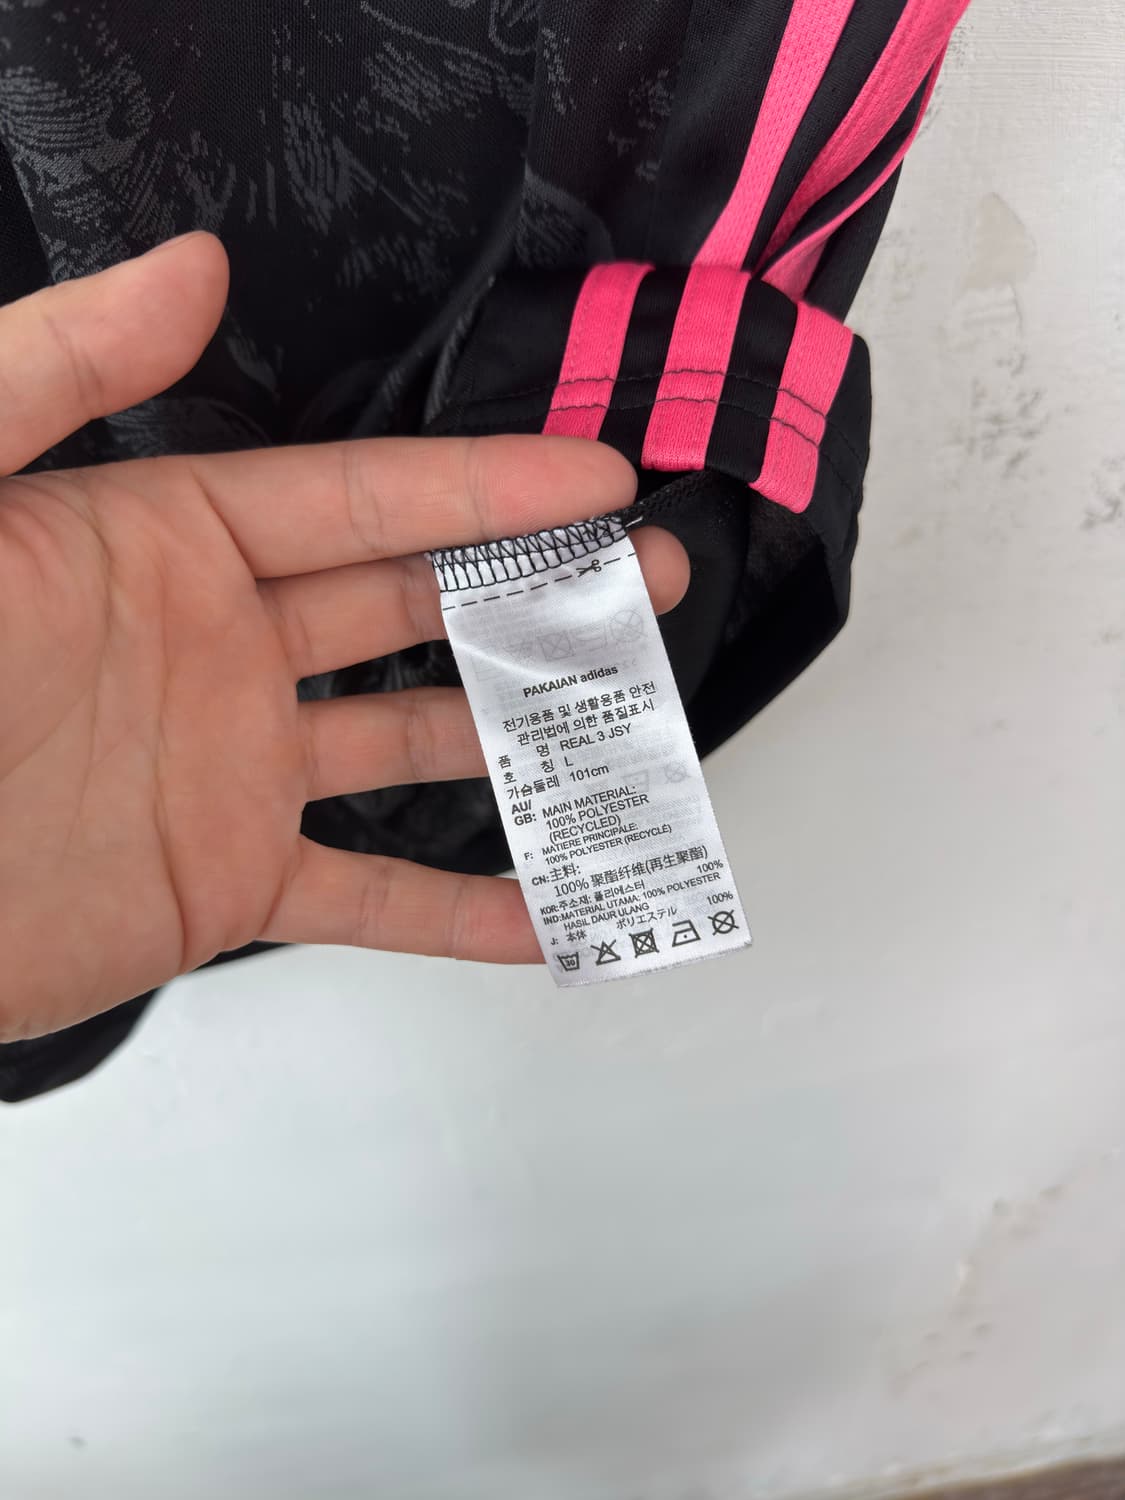 PAKAIAN adidas
전기용품 및 생활용품 안전
관리법에 의한 품질표시
품 명 REAL 3 JSY
호 칭 L
가슴둘레 101cm
AU/
GB: MAIN MATERIAL:
100% POLYESTER
(RECYCLED)
F: MATIERE PRINCIPALE:
100% POLYESTER (RECYCLÉ)
CN: 主料:
100% 聚酯纤维(再生聚酯)
KOR: 주소재: 폴리에스터 100%
IND: MATERIAL UTAMA: 100% POLYESTER
HASIL DAUR ULANG
J: 本体 ポリエステル 100%
30